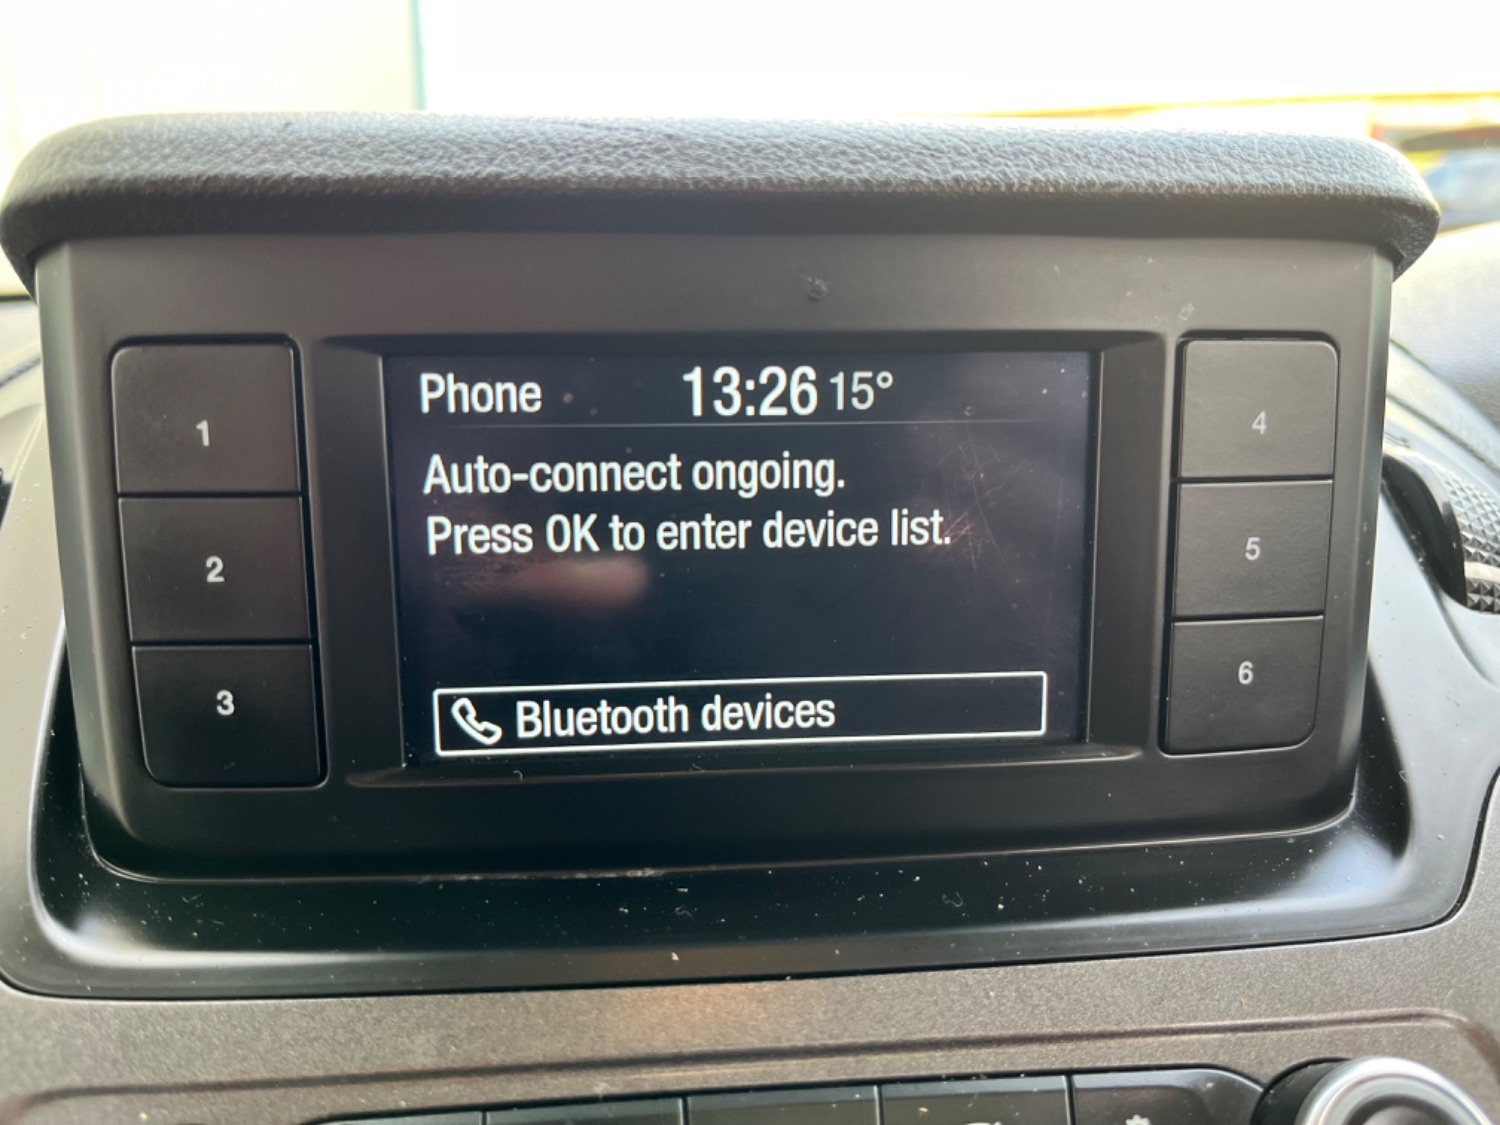 Phone 13:26 15°
Auto-connect ongoing.
Press OK to enter device list.
Bluetooth devices
1
2
3
4
5
6